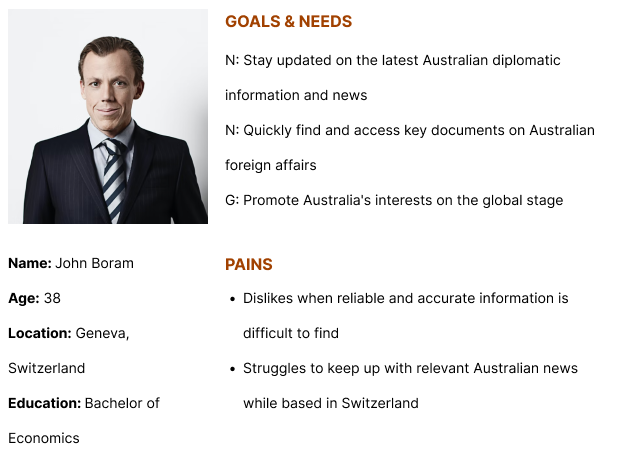 GOALS & NEEDS
N: Stay updated on the latest Australian diplomatic
information and news
N: Quickly find and access key documents on Australian
foreign affairs
G: Promote Australia's interests on the global stage
Name: John Boram
Age: 38
Location: Geneva,
Switzerland
Education: Bachelor of
Economics
PAINS
• Dislikes when reliable and accurate information is
difficult to find
• Struggles to keep up with relevant Australian news
while based in Switzerland